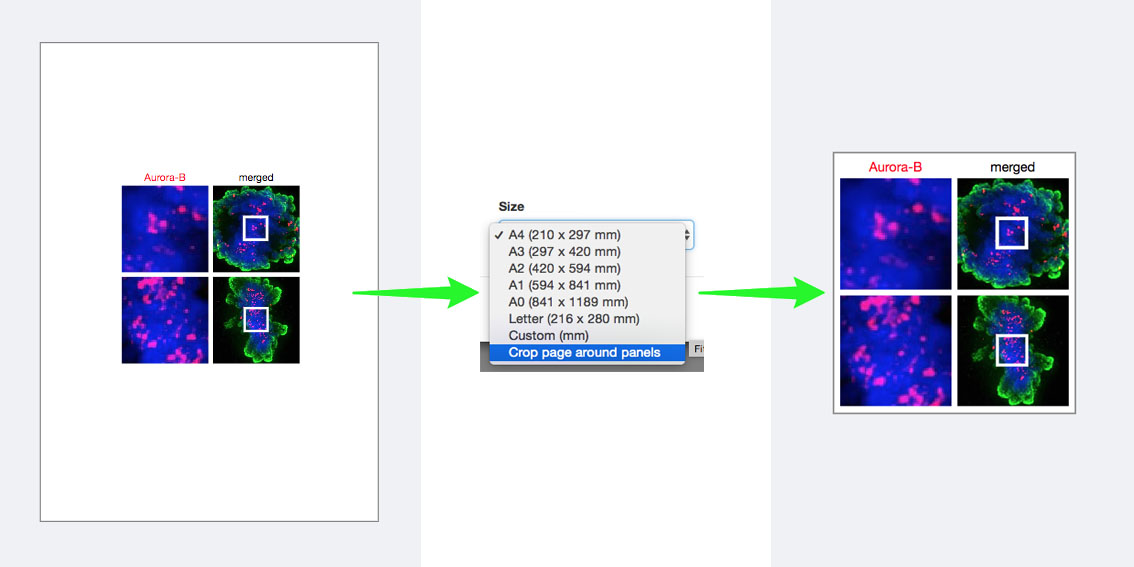 Aurora-B merged
Size
✓ A4 (210 x 297 mm)
A3 (297 x 420 mm)
A2 (420 x 594 mm)
A1 (594 x 841 mm)
A0 (841 x 1189 mm)
Letter (216 x 280 mm)
Custom (mm)
Crop page around panels
Aurora-B merged